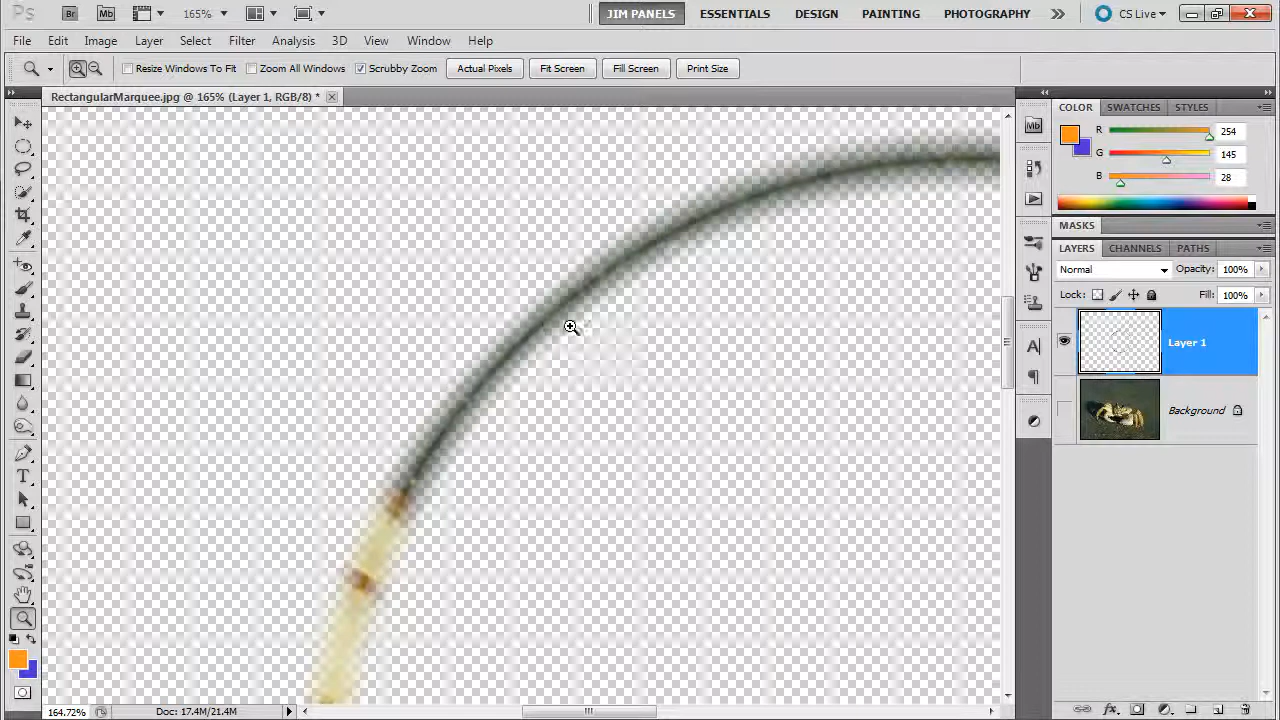 Ps Br Mb 165% JIM PANELS ESSENTIALS DESIGN PAINTING PHOTOGRAPHY CS Live
File Edit Image Layer Select Filter Analysis 3D View Window Help
Resize Windows To Fit Zoom All Windows Scrubby Zoom Actual Pixels Fit Screen Fill Screen Print Size
RectangularMarquee.jpg @ 165% (Layer 1, RGB/8) *
COLOR SWATCHES STYLES
Mb
R 254
G 145
B 28
MASKS
LAYERS CHANNELS PATHS
Normal Opacity: 100%
Lock: Fill: 100%
Layer 1
Background
164.72% Doc: 17.4M/21.4M